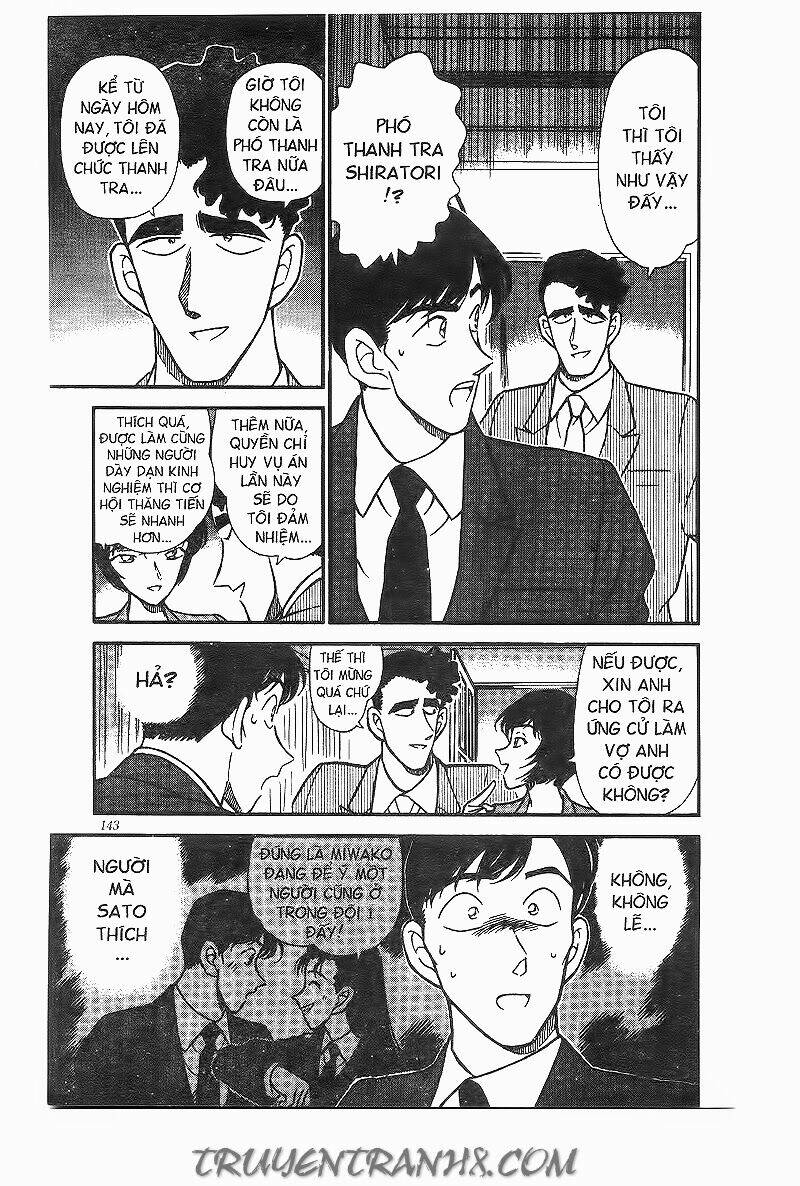 TÔI
THÌ TÔI
THẤY
NHƯ VẬY
ĐẤY...
PHÓ
THANH TRA
SHIRATORI
!?
GIỜ TÔI
KHÔNG
CÒN LÀ
PHÓ THANH
TRA NỮA
ĐÂU...
KỂ TỪ
NGÀY HÔM
NAY, TÔI ĐÃ
ĐƯỢC LÊN
CHỨC THANH
TRA...
THÊM NỮA,
QUYỀN CHỈ
HUY VỤ ÁN
LẦN NÀY
SẼ DO
TÔI ĐẢM
NHIỆM...
THÍCH QUÁ,
ĐƯỢC LÀM CÙNG
NHỮNG NGƯỜI
DÀY DẠN KINH
NGHIỆM THÌ CƠ
HỘI THĂNG TIẾN
SẼ NHANH
HƠN...
NẾU ĐƯỢC,
XIN ANH
CHO TÔI RA
ỨNG CỬ LÀM
VỢ ANH
CÓ ĐƯỢC
KHÔNG?
THẾ THÌ
TÔI MỪNG
QUÁ CHỨ
LẠI...
HẢ?
143
KHÔNG,
KHÔNG
LẼ...
ĐÚNG LÀ MIWAKO
ĐANG ĐỂ Ý MỘT
NGƯỜI CŨNG Ở
TRONG ĐỘI 1
ĐẤY!
NGƯỜI
MÀ
SATO
THÍCH
...
TRUYENTRANH8.COM